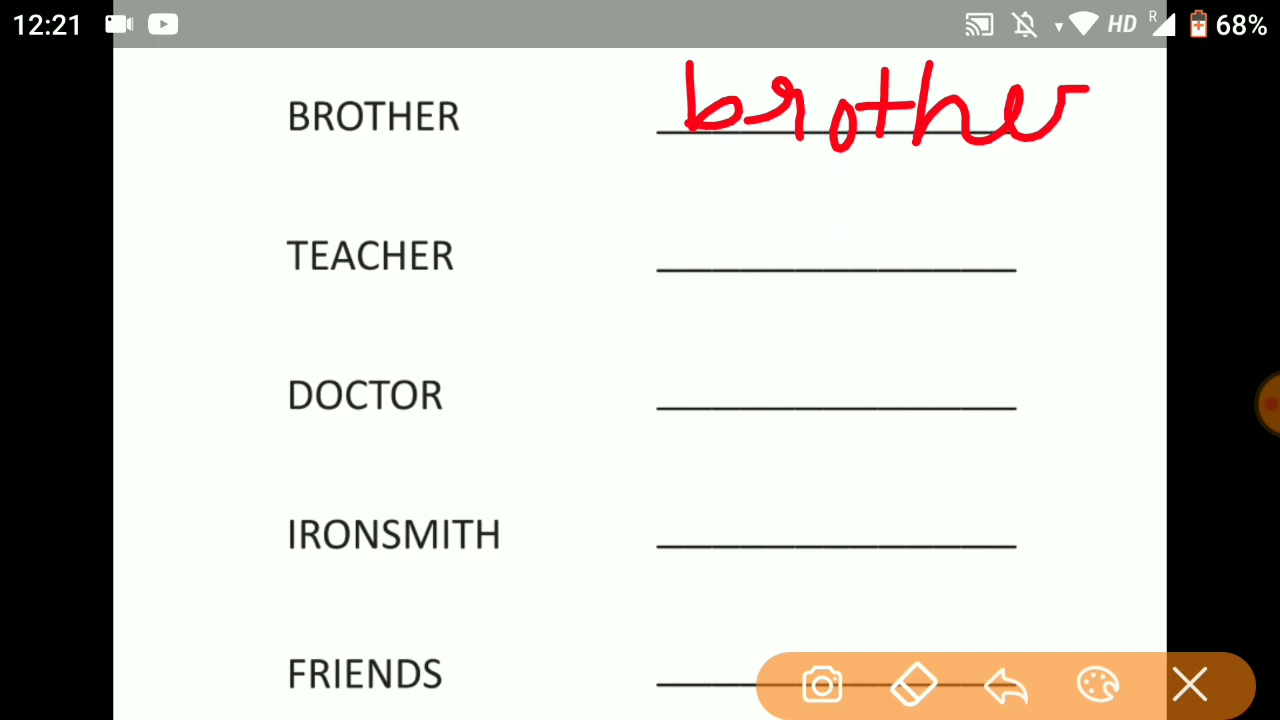 12:21 HD R 68%
BROTHER brother
TEACHER
DOCTOR
IRONSMITH
FRIENDS